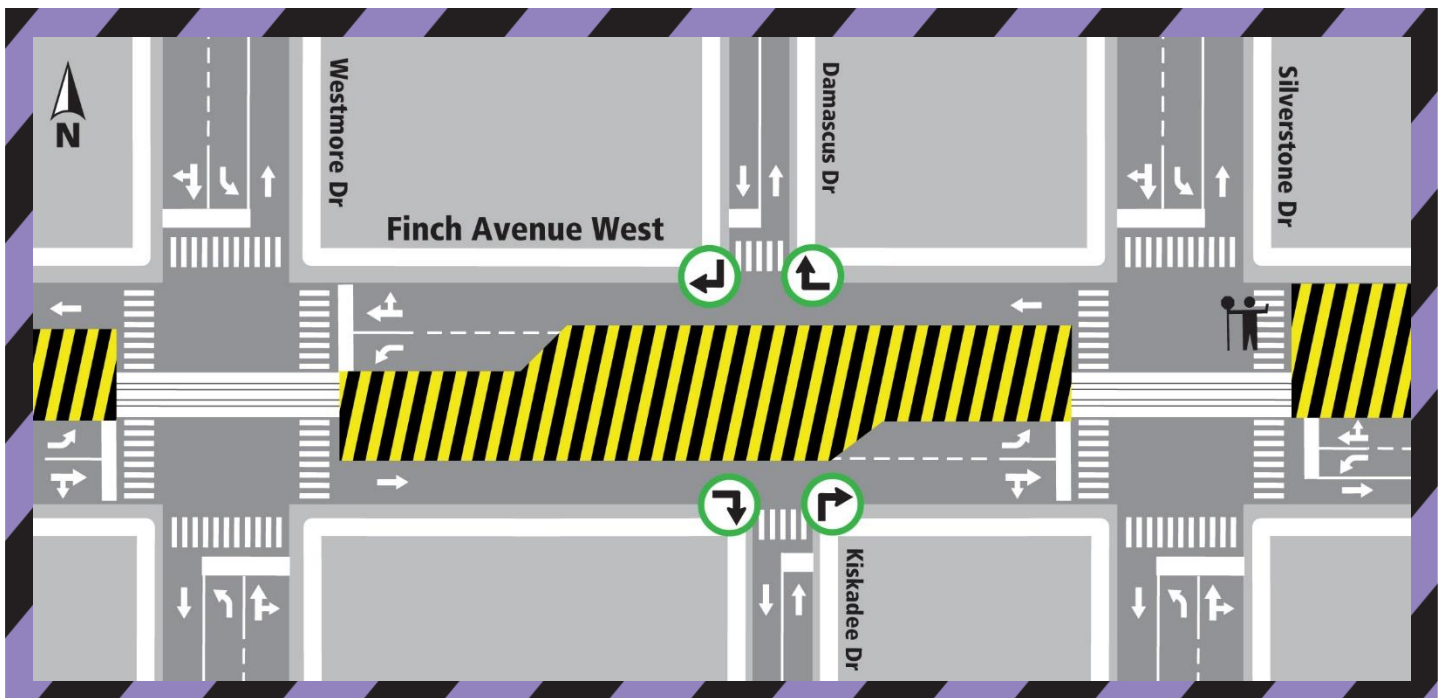 N
Westmore Dr
Finch Avenue West
Damascus Dr
Silverstone Dr
Kiskadee Dr